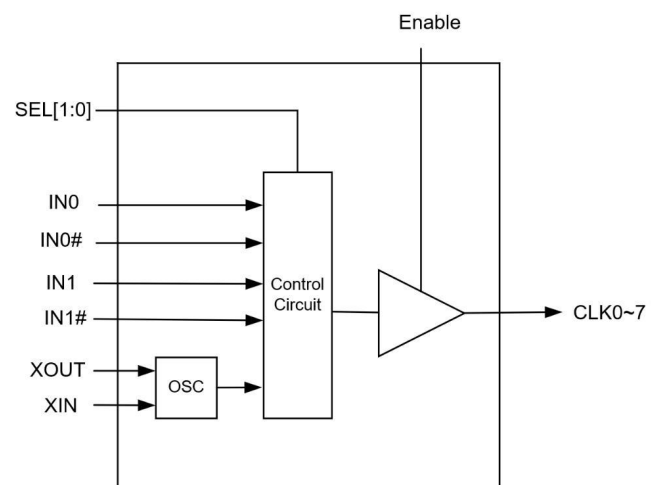 Enable
SEL[1:0]
IN0
IN0#
IN1
IN1#
Control
Circuit
CLK0~7
XOUT
XIN
OSC